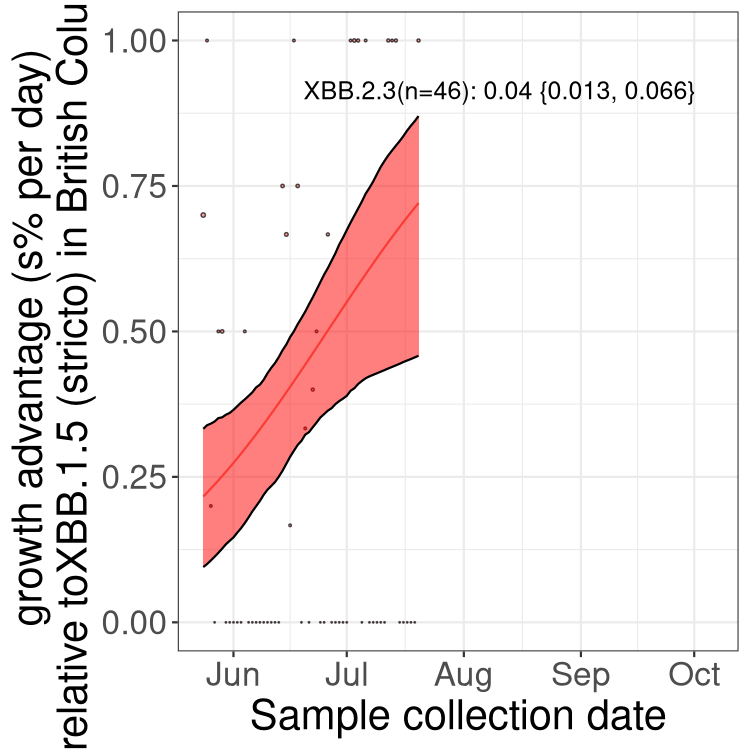 growth advantage (s% per day)
relative toXBB.1.5 (stricto) in British Colu
1.00
0.75
0.50
0.25
0.00
XBB.2.3(n=46): 0.04 {0.013, 0.066}
Jun Jul Aug Sep Oct
Sample collection date